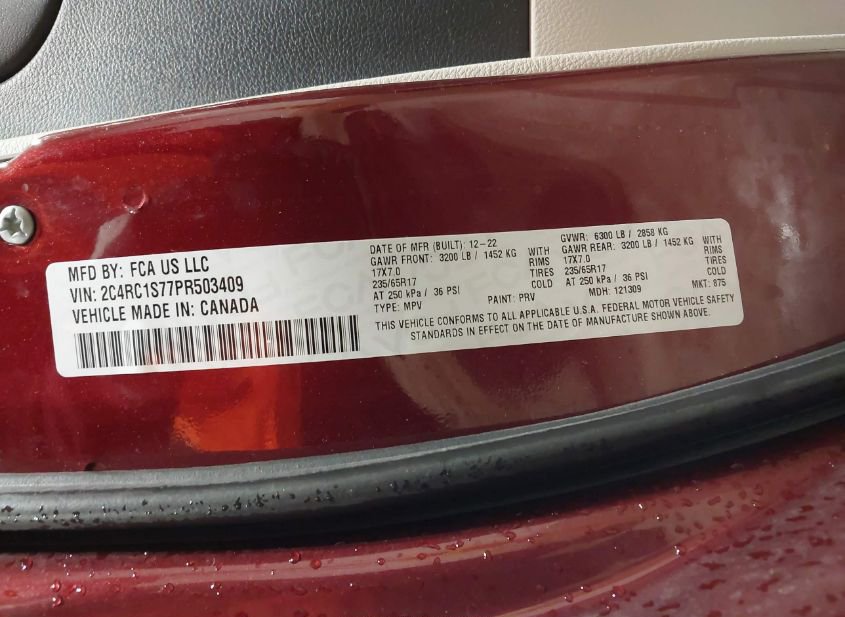 MFD BY: FCA US LLC
VIN: 2C4RC1S77PR503409
VEHICLE MADE IN: CANADA
DATE OF MFR (BUILT): 12-22 GVWR: 6300 LB / 2858 KG
GAWR FRONT: 3200 LB / 1452 KG WITH GAWR REAR: 3200 LB / 1452 KG WITH
17X7.0 RIMS 17X7.0 RIMS
235/65R17 TIRES 235/65R17 TIRES
AT 250 kPa / 36 PSI COLD AT 250 kPa / 36 PSI COLD
TYPE: MPV PAINT: PRV MDH: 121309 MKT: 875
THIS VEHICLE CONFORMS TO ALL APPLICABLE U.S.A. FEDERAL MOTOR VEHICLE SAFETY
STANDARDS IN EFFECT ON THE DATE OF MANUFACTURE SHOWN ABOVE.